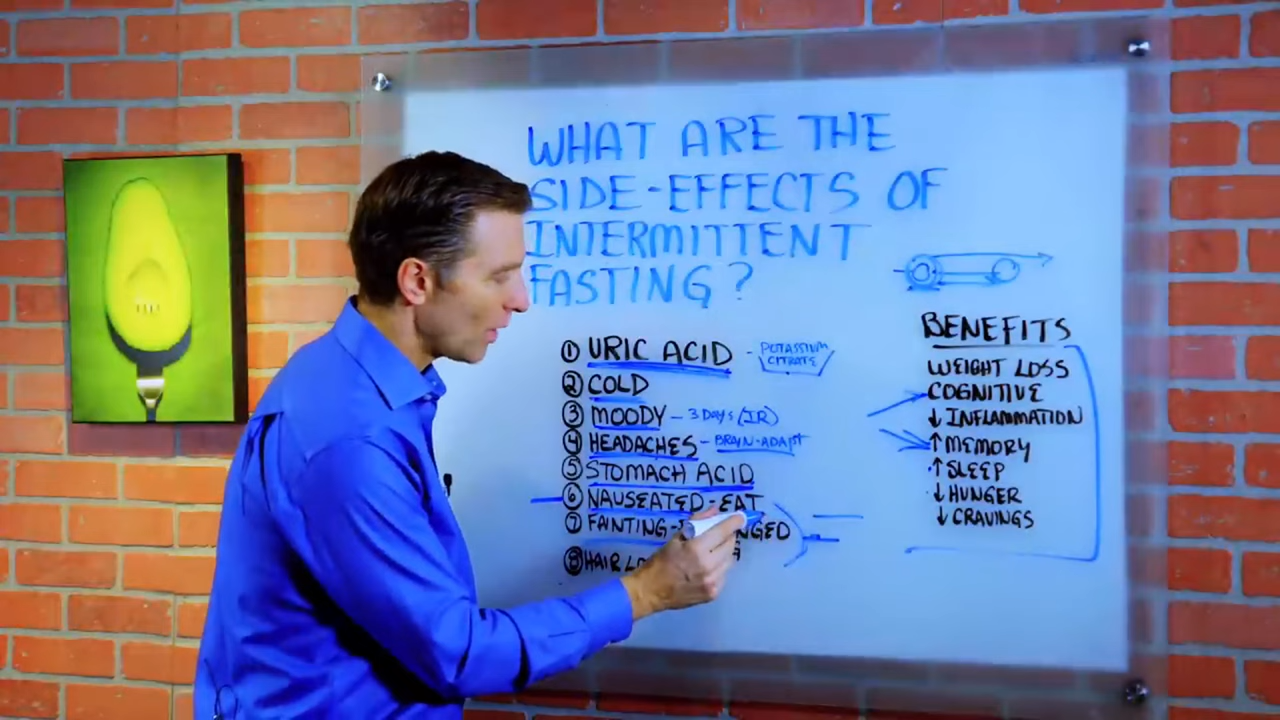 WHAT ARE THE
SIDE-EFFECTS OF
INTERMITTENT
FASTING?
① URIC ACID - POTASSIUM CITRATE
② COLD
③ MOODY - 3 DAYS (IR)
④ HEADACHES - BRAIN-ADAPT
⑤ STOMACH ACID
⑥ NAUSEATED-EAT
⑦ FAINTING-
⑧ HAIR
BENEFITS
WEIGHT LOSS
COGNITIVE
↓ INFLAMMATION
↑ MEMORY
↑ SLEEP
↓ HUNGER
↓ CRAVINGS